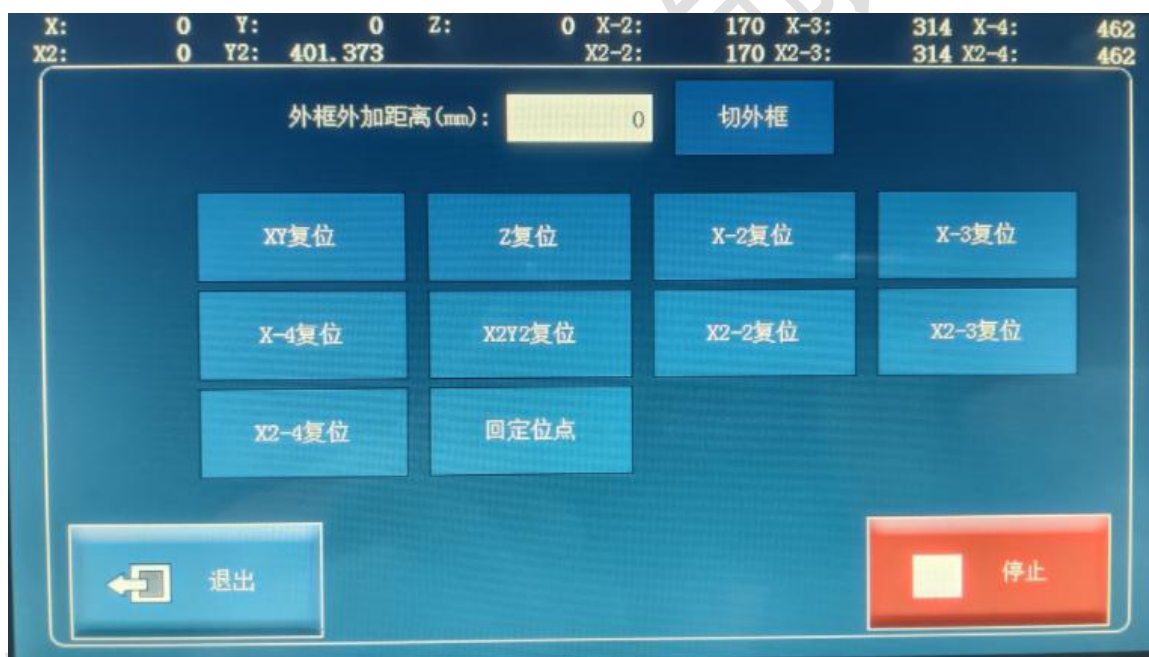 X: 0 Y: 0 Z: 0 X-2: 170 X-3: 314 X-4: 462
X2: 0 Y2: 401.373 X2-2: 170 X2-3: 314 X2-4: 462
外框外加距离(mm): 0 切外框
XY复位 Z复位 X-2复位 X-3复位
X-4复位 X2Y2复位 X2-2复位 X2-3复位
X2-4复位 回定位点
退出 停止